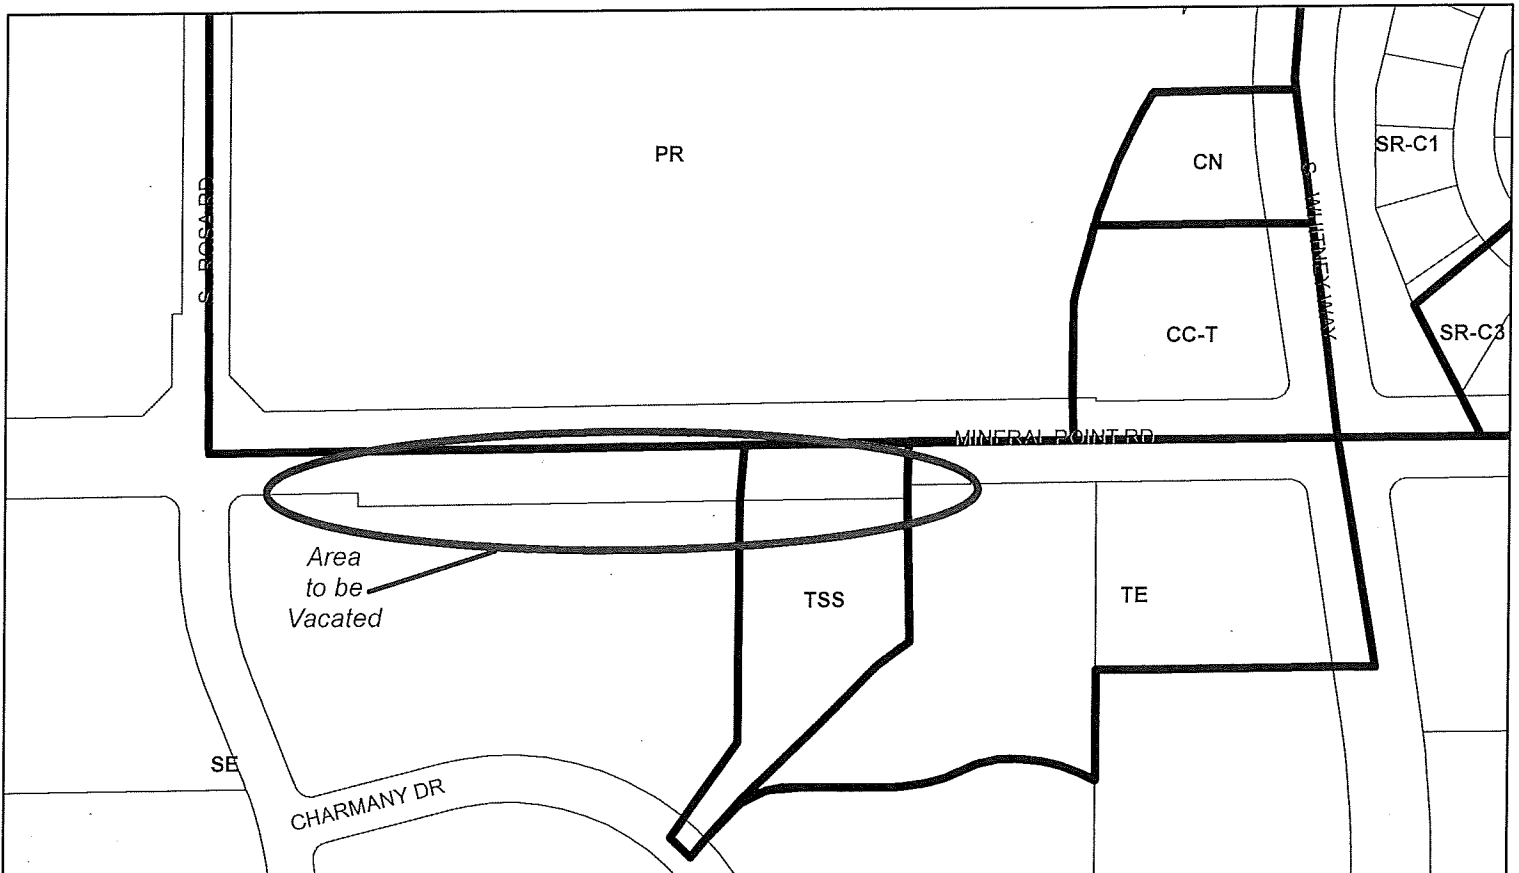 PR
CN
SR-C1
S ROSA RD
S WHITNEY WAY
CC-T
SR-C3
MINERAL POINT RD
Area
to be
Vacated
TSS
TE
SE
CHARMANY DR